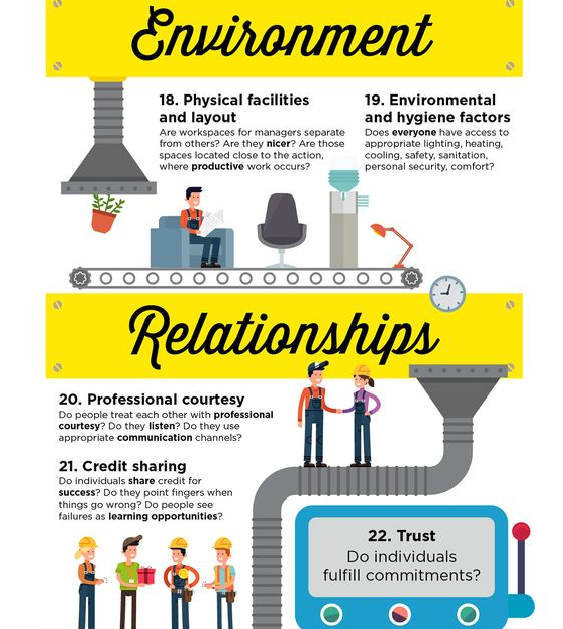 Environment
18. Physical facilities
and layout
Are workspaces for managers separate
from others? Are they nicer? Are those
spaces located close to the action,
where productive work occurs?
19. Environmental
and hygiene factors
Does everyone have access to
appropriate lighting, heating,
cooling, safety, sanitation,
personal security, comfort?
Relationships
20. Professional courtesy
Do people treat each other with professional
courtesy? Do they listen? Do they use
appropriate communication channels?
21. Credit sharing
Do individuals share credit for
success? Do they point fingers when
things go wrong? Do people see
failures as learning opportunities?
22. Trust
Do individuals
fulfill commitments?